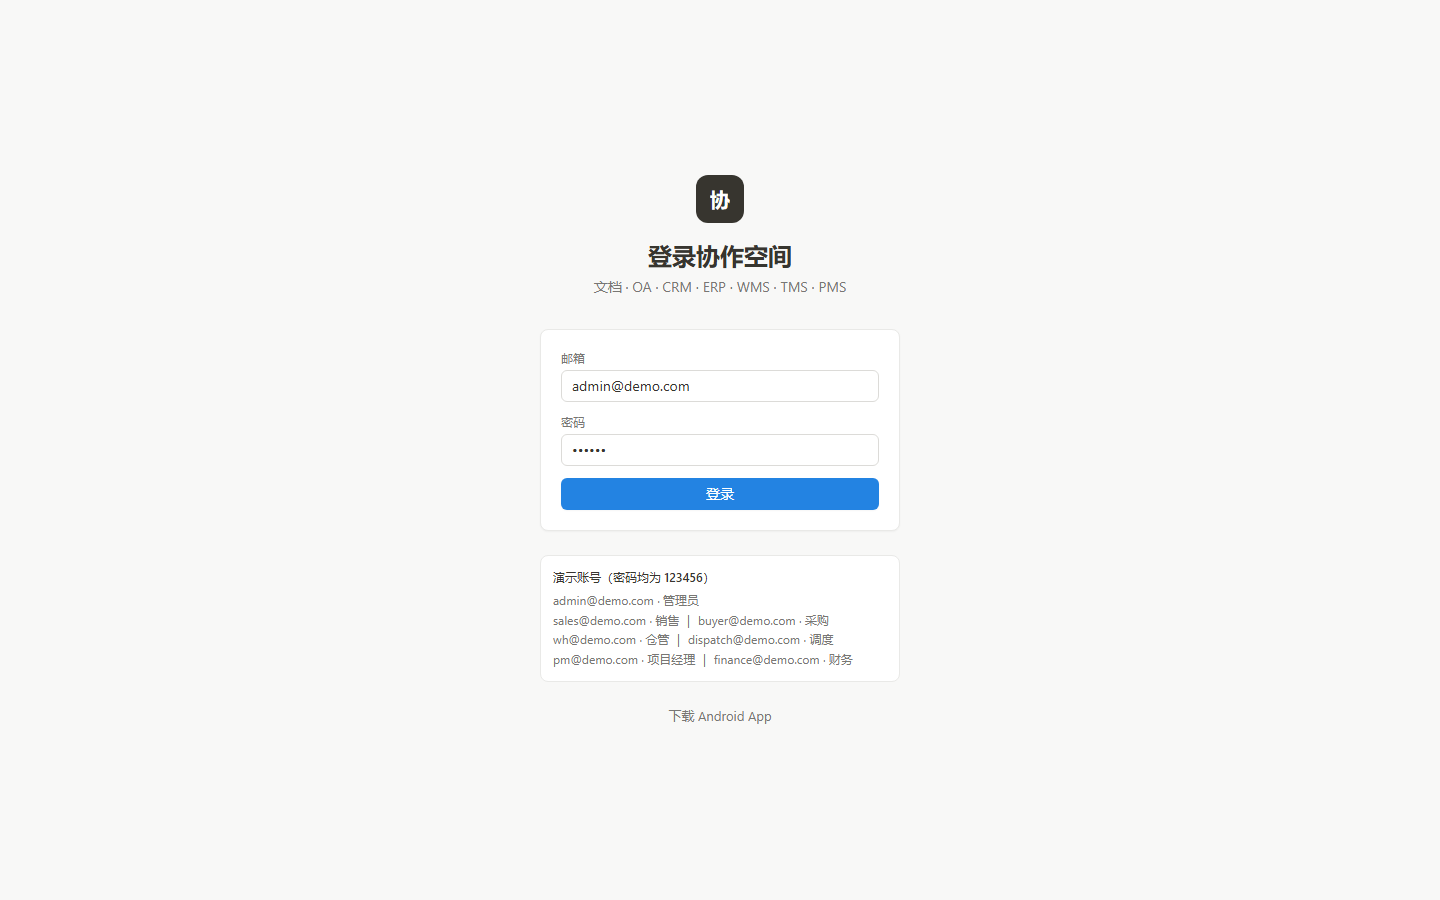 协
登录协作空间
文档 · OA · CRM · ERP · WMS · TMS · PMS
邮箱
admin@demo.com
密码
••••••
登录
演示账号（密码均为 123456）
admin@demo.com · 管理员
sales@demo.com · 销售 | buyer@demo.com · 采购
wh@demo.com · 仓管 | dispatch@demo.com · 调度
pm@demo.com · 项目经理 | finance@demo.com · 财务
下载 Android App